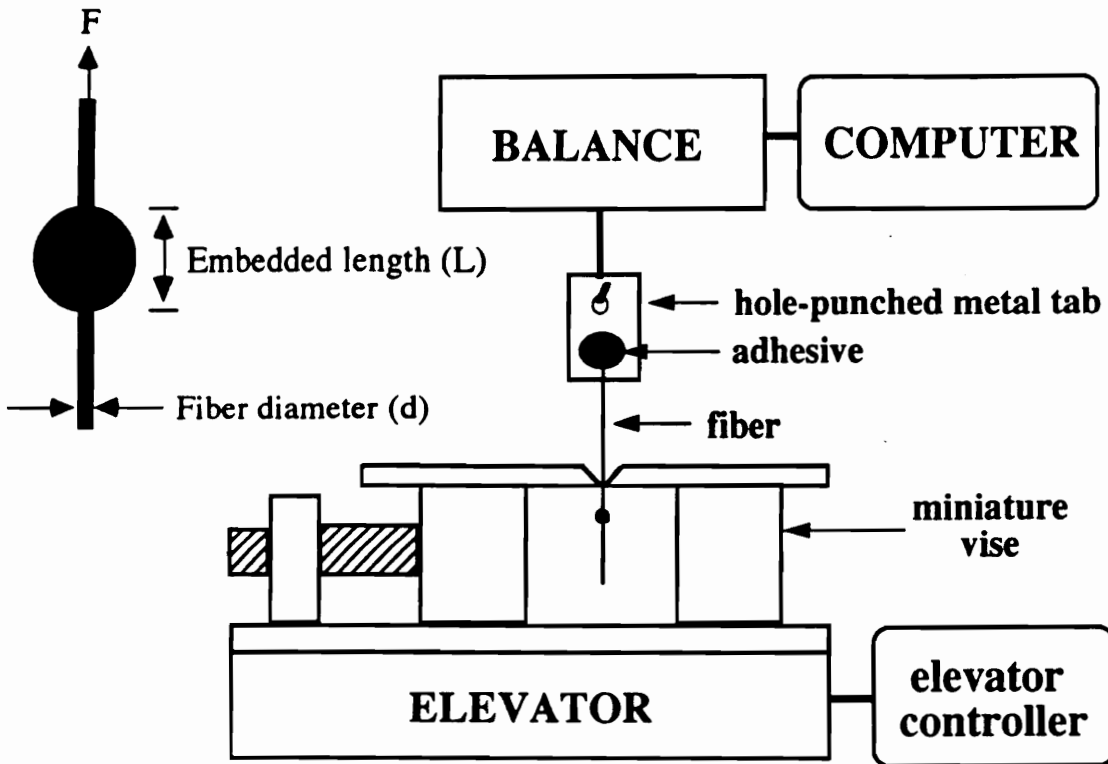 F
BALANCE
COMPUTER
Embedded length (L)
hole-punched metal tab
adhesive
Fiber diameter (d)
fiber
miniature
vise
ELEVATOR
elevator
controller